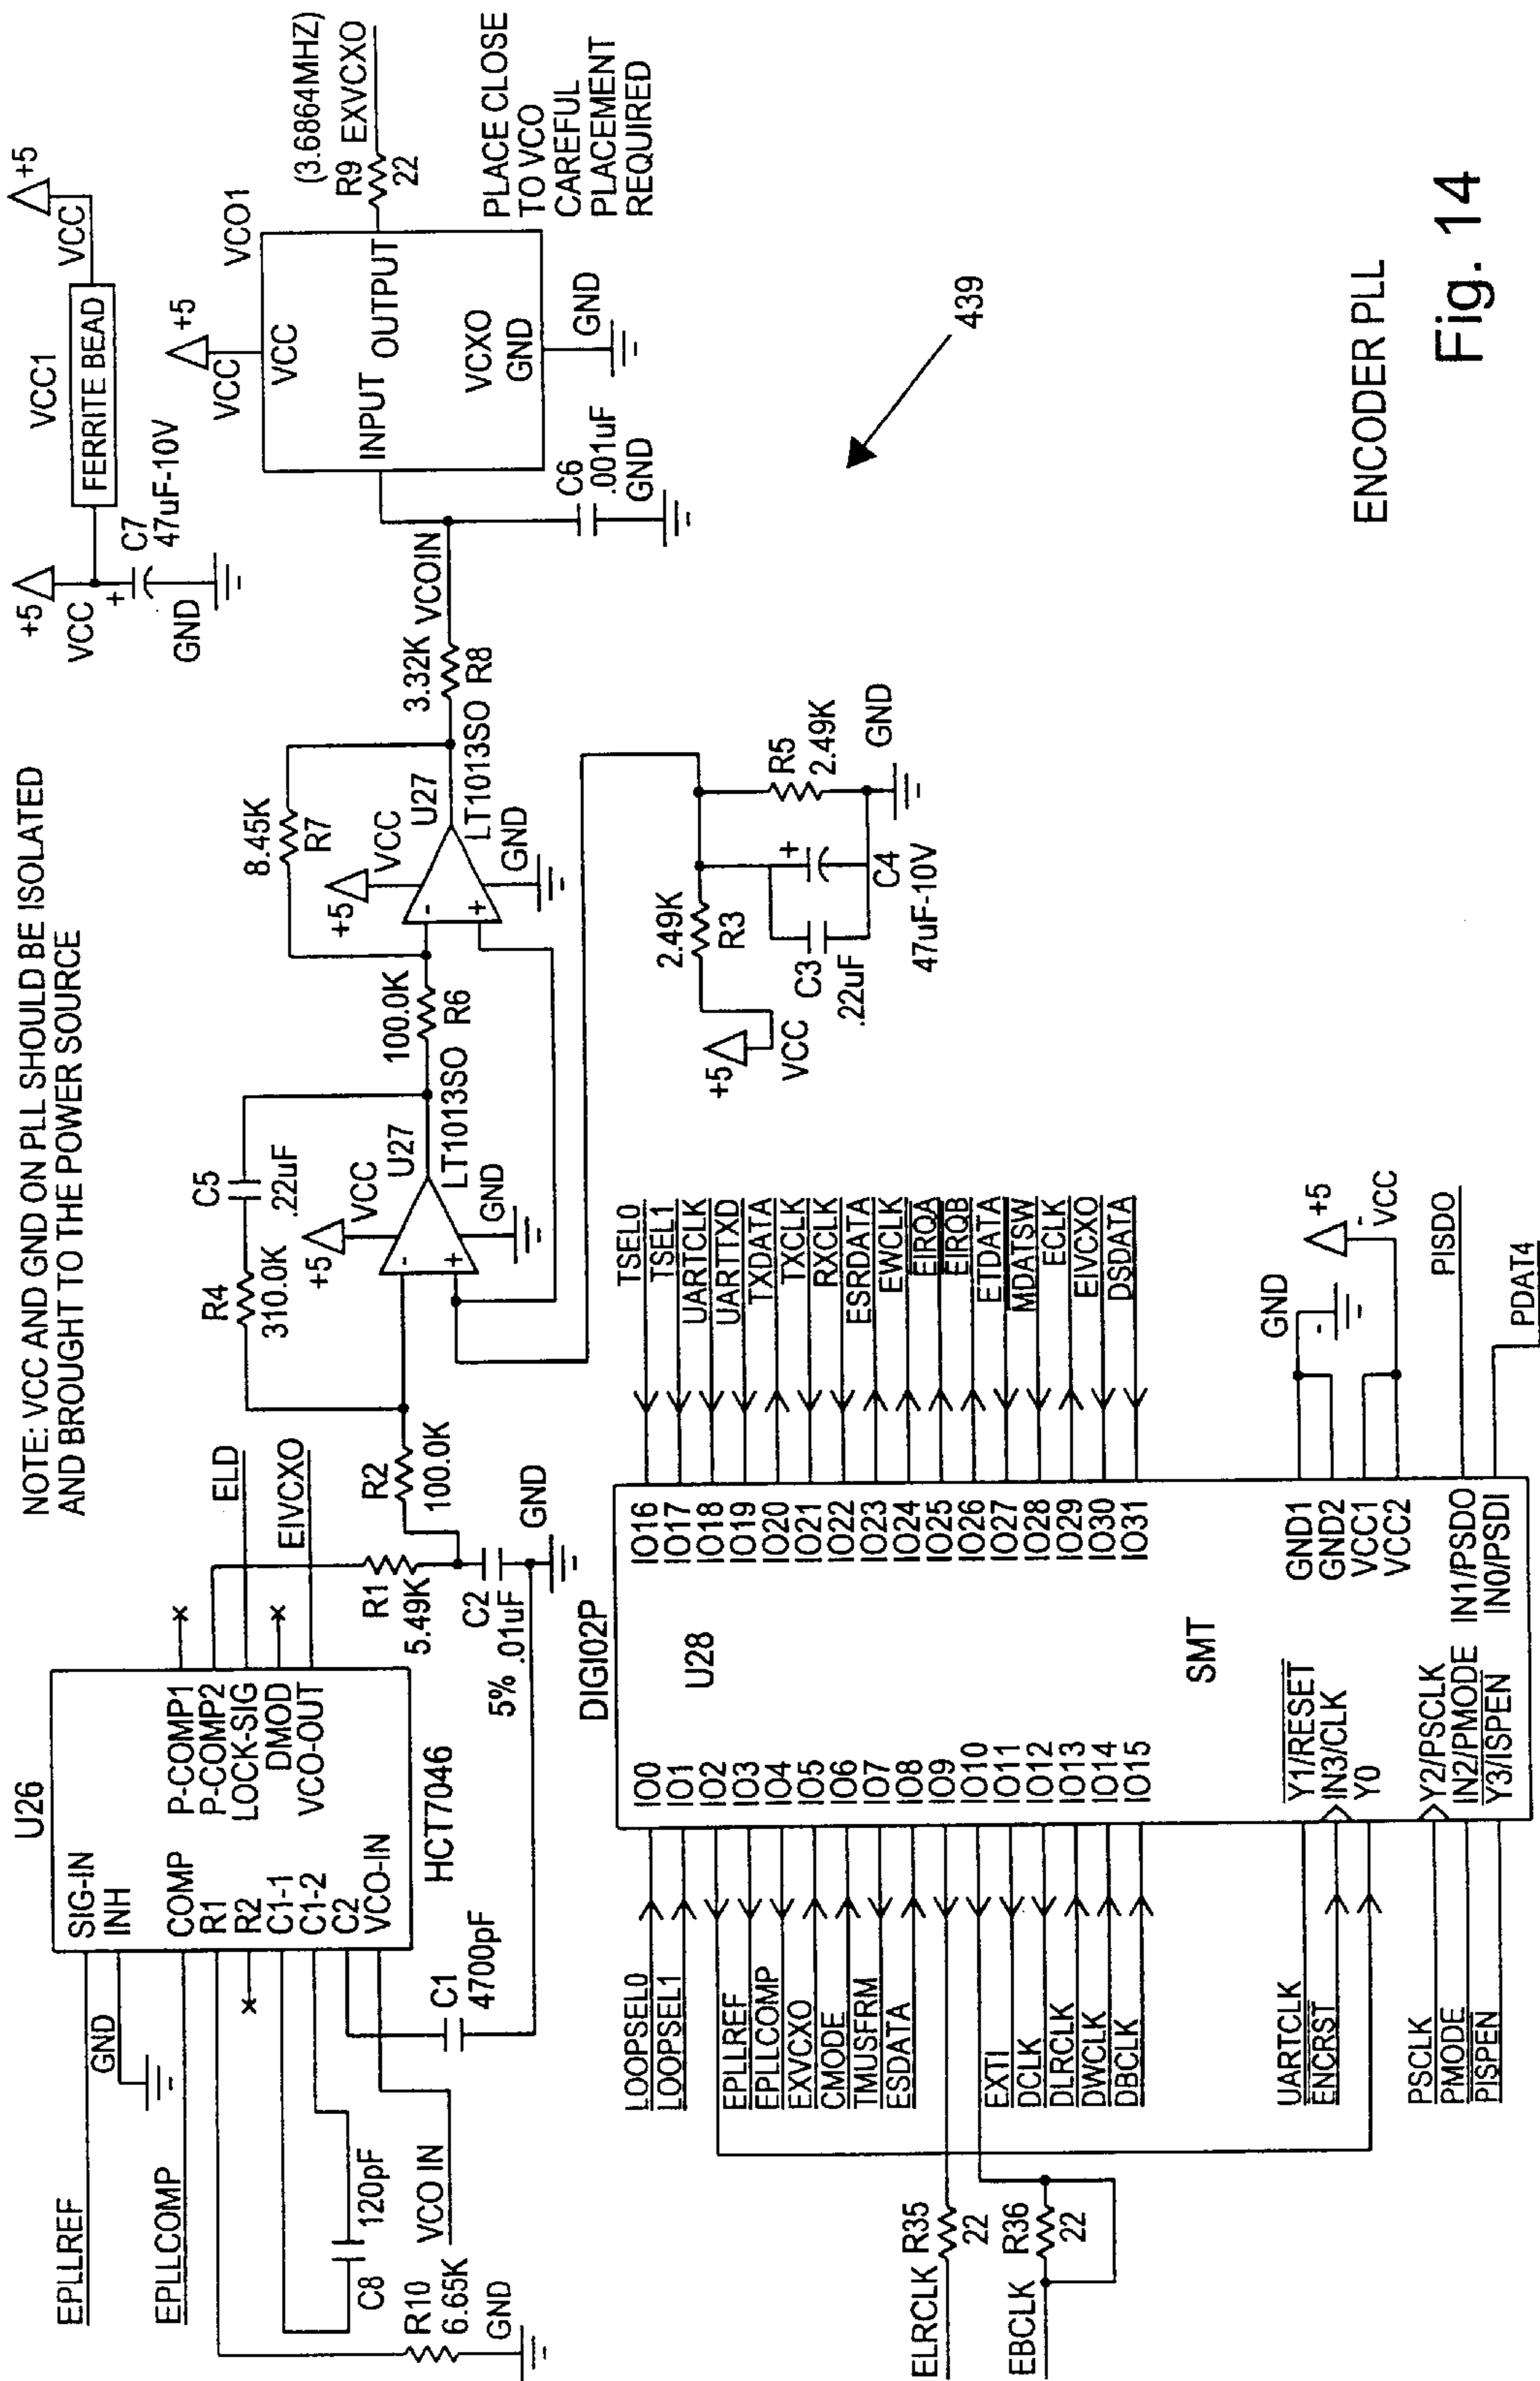 NOTE: VCC AND GND ON PLL SHOULD BE ISOLATED
AND BROUGHT TO THE POWER SOURCE
+5
VCC
C7
47uF-10V
GND
+
VCC1
FERRITE BEAD
VCC
+5
EPLLREF
EPLLCOMP
GND
U26
SIG-IN
INH
COMP
R1
R2
C1-1
C1-2
C2
VCO-IN
P-COMP1
P-COMP2
LOCK-SIG
DMOD
VCO-OUT
HCT7046
ELD
EIVCXO
C8
120pF
R10
6.65K
GND
VCO IN
C1
4700pF
R1
5.49K
C2
.01uF
5%
GND
R2
100.0K
R4
310.0K
C5
.22uF
+5
VCC
U27
LT1013SO
GND
-
+
100.0K
R6
8.45K
R7
+5
VCC
U27
LT1013SO
GND
-
+
3.32K
R8
VCOIN
C6
.001uF
GND
+5
VCC
VCO1
VCC
INPUT
OUTPUT
VCXO
GND
GND
(3.6864MHZ)
R9
EXVCXO
22
PLACE CLOSE
TO VCO
CAREFUL
PLACEMENT
REQUIRED
+5
VCC
2.49K
R3
C3
.22uF
+
C4
47uF-10V
R5
2.49K
GND
439
DIGI02P
U28
SMT
LOOPSEL0
LOOPSEL1
EPLLREF
EPLLCOMP
EXVCXO
CMODE
TMUSFRM
ESDATA
EXTI
DCLK
DLRCLK
DWCLK
DBCLK
ELRCLK
R35
22
EBCLK
R36
22
UARTCLK
ENCRST
PSCLK
PMODE
PISPEN
IO0
IO1
IO2
IO3
IO4
IO5
IO6
IO7
IO8
IO9
IO10
IO11
IO12
IO13
IO14
IO15
Y1/RESET
IN3/CLK
Y0
Y2/PSCLK
IN2/PMODE
Y3/ISPEN
IO16
IO17
IO18
IO19
IO20
IO21
IO22
IO23
IO24
IO25
IO26
IO27
IO28
IO29
IO30
IO31
GND1
GND2
VCC1
VCC2
IN1/PSDO
IN0/PSDI
TSEL0
TSEL1
UARTCLK
UARTTXD
TXDATA
TXCLK
RXCLK
ESRDATA
EWCLK
EIRQA
EIRQB
ETDATA
MDATSW
ECLK
EIVCXO
DSDATA
GND
+5
VCC
PISDO
PDAT4
ENCODER PLL
Fig. 14